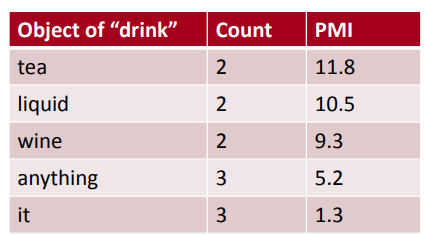 Object of “drink” Count PMI
tea 2 11.8
liquid 2 10.5
wine 2 9.3
anything 3 5.2
it 3 1.3